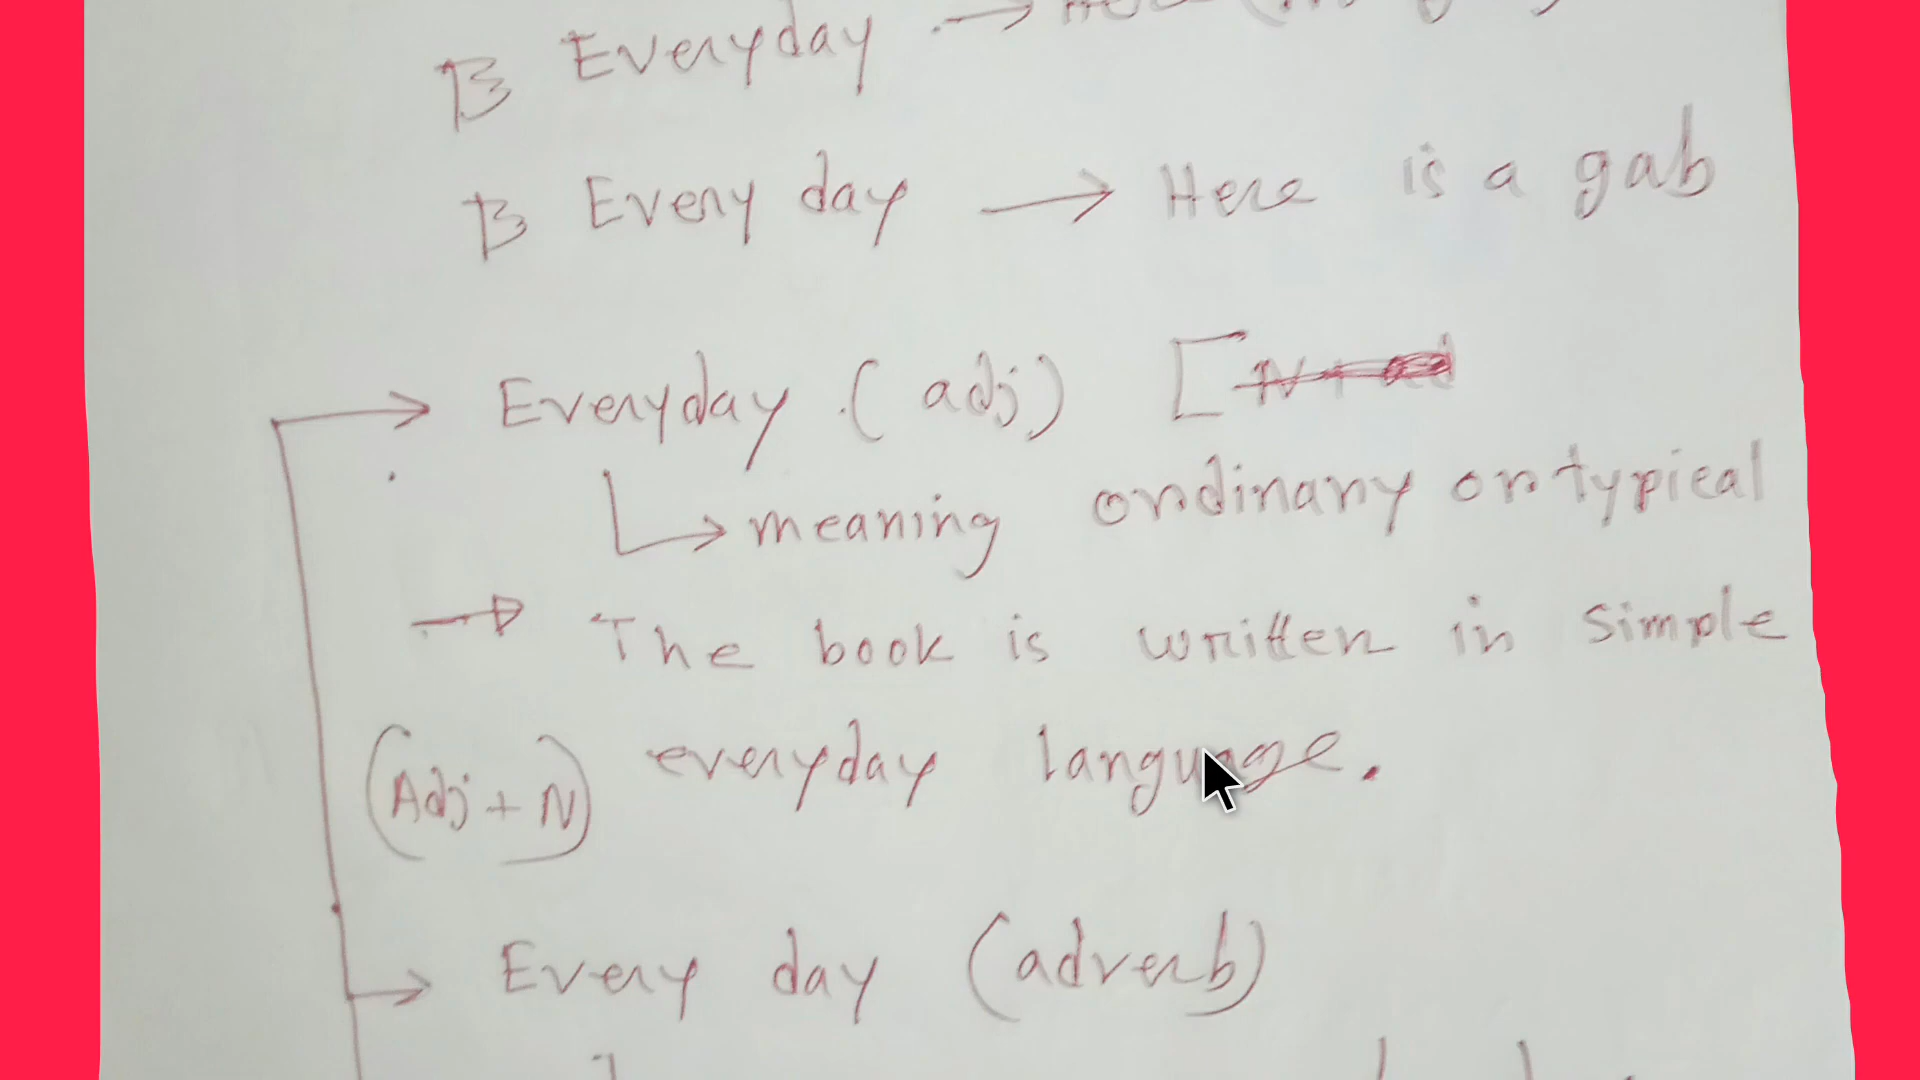 Everyday →
Every day → Here is a gab
→ Everyday (adj) [
meaning ordinary or typical
→ The book is written in simple
(Adj + N) everyday language.
→ Every day (adverb)